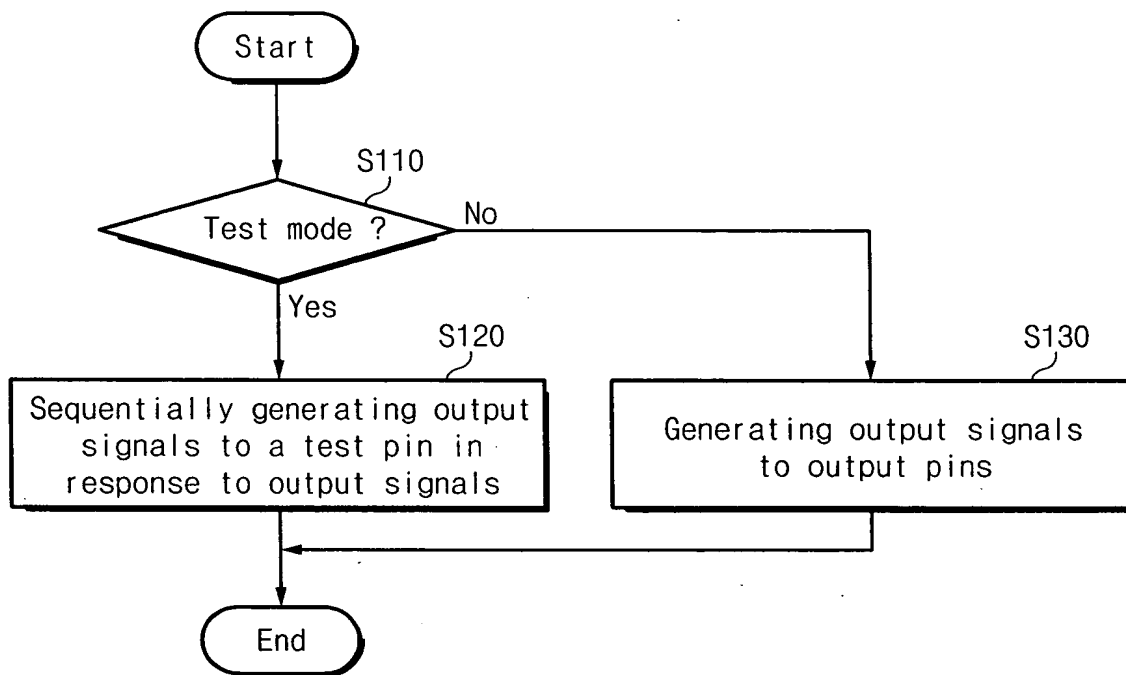 Start
S110
Test mode ?
No
Yes
S120
Sequentially generating output
signals to a test pin in
response to output signals
S130
Generating output signals
to output pins
End